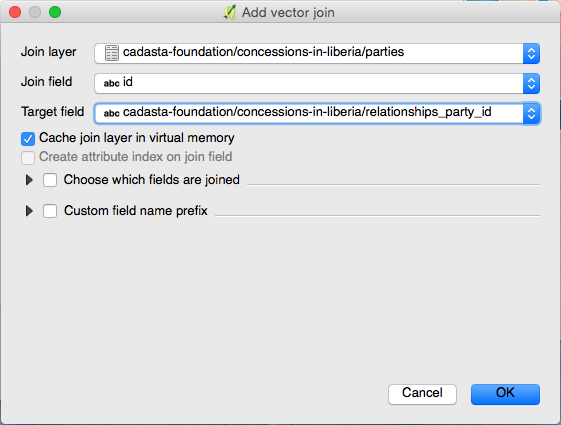 Add vector join
Join layer cadasta-foundation/concessions-in-liberia/parties
Join field abc id
Target field abc cadasta-foundation/concessions-in-liberia/relationships_party_id
Cache join layer in virtual memory
Create attribute index on join field
Choose which fields are joined
Custom field name prefix
Cancel OK